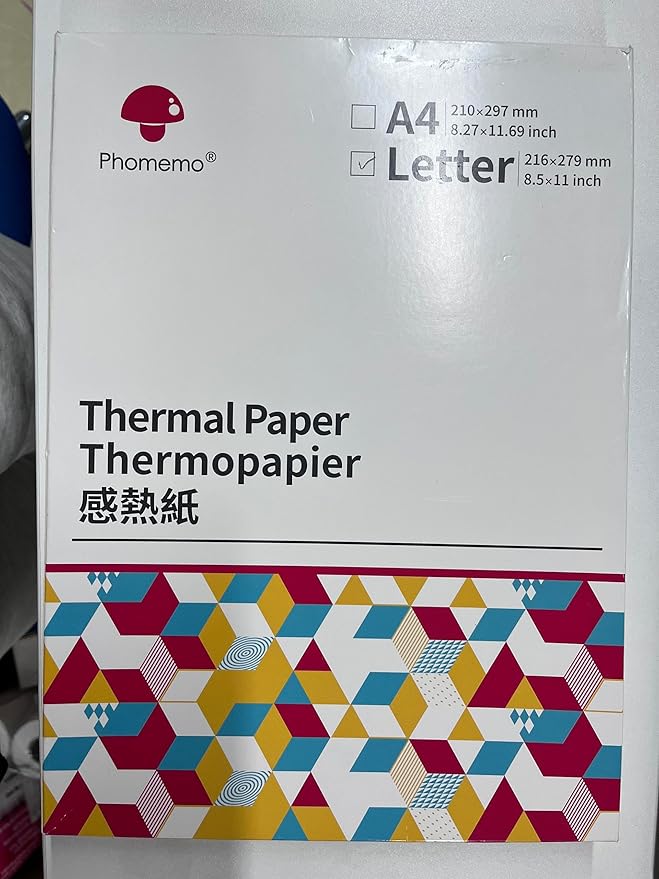 Phomemo®
A4 210×297 mm
8.27×11.69 inch
Letter 216×279 mm
8.5×11 inch
Thermal Paper
Thermopapier
感熱紙